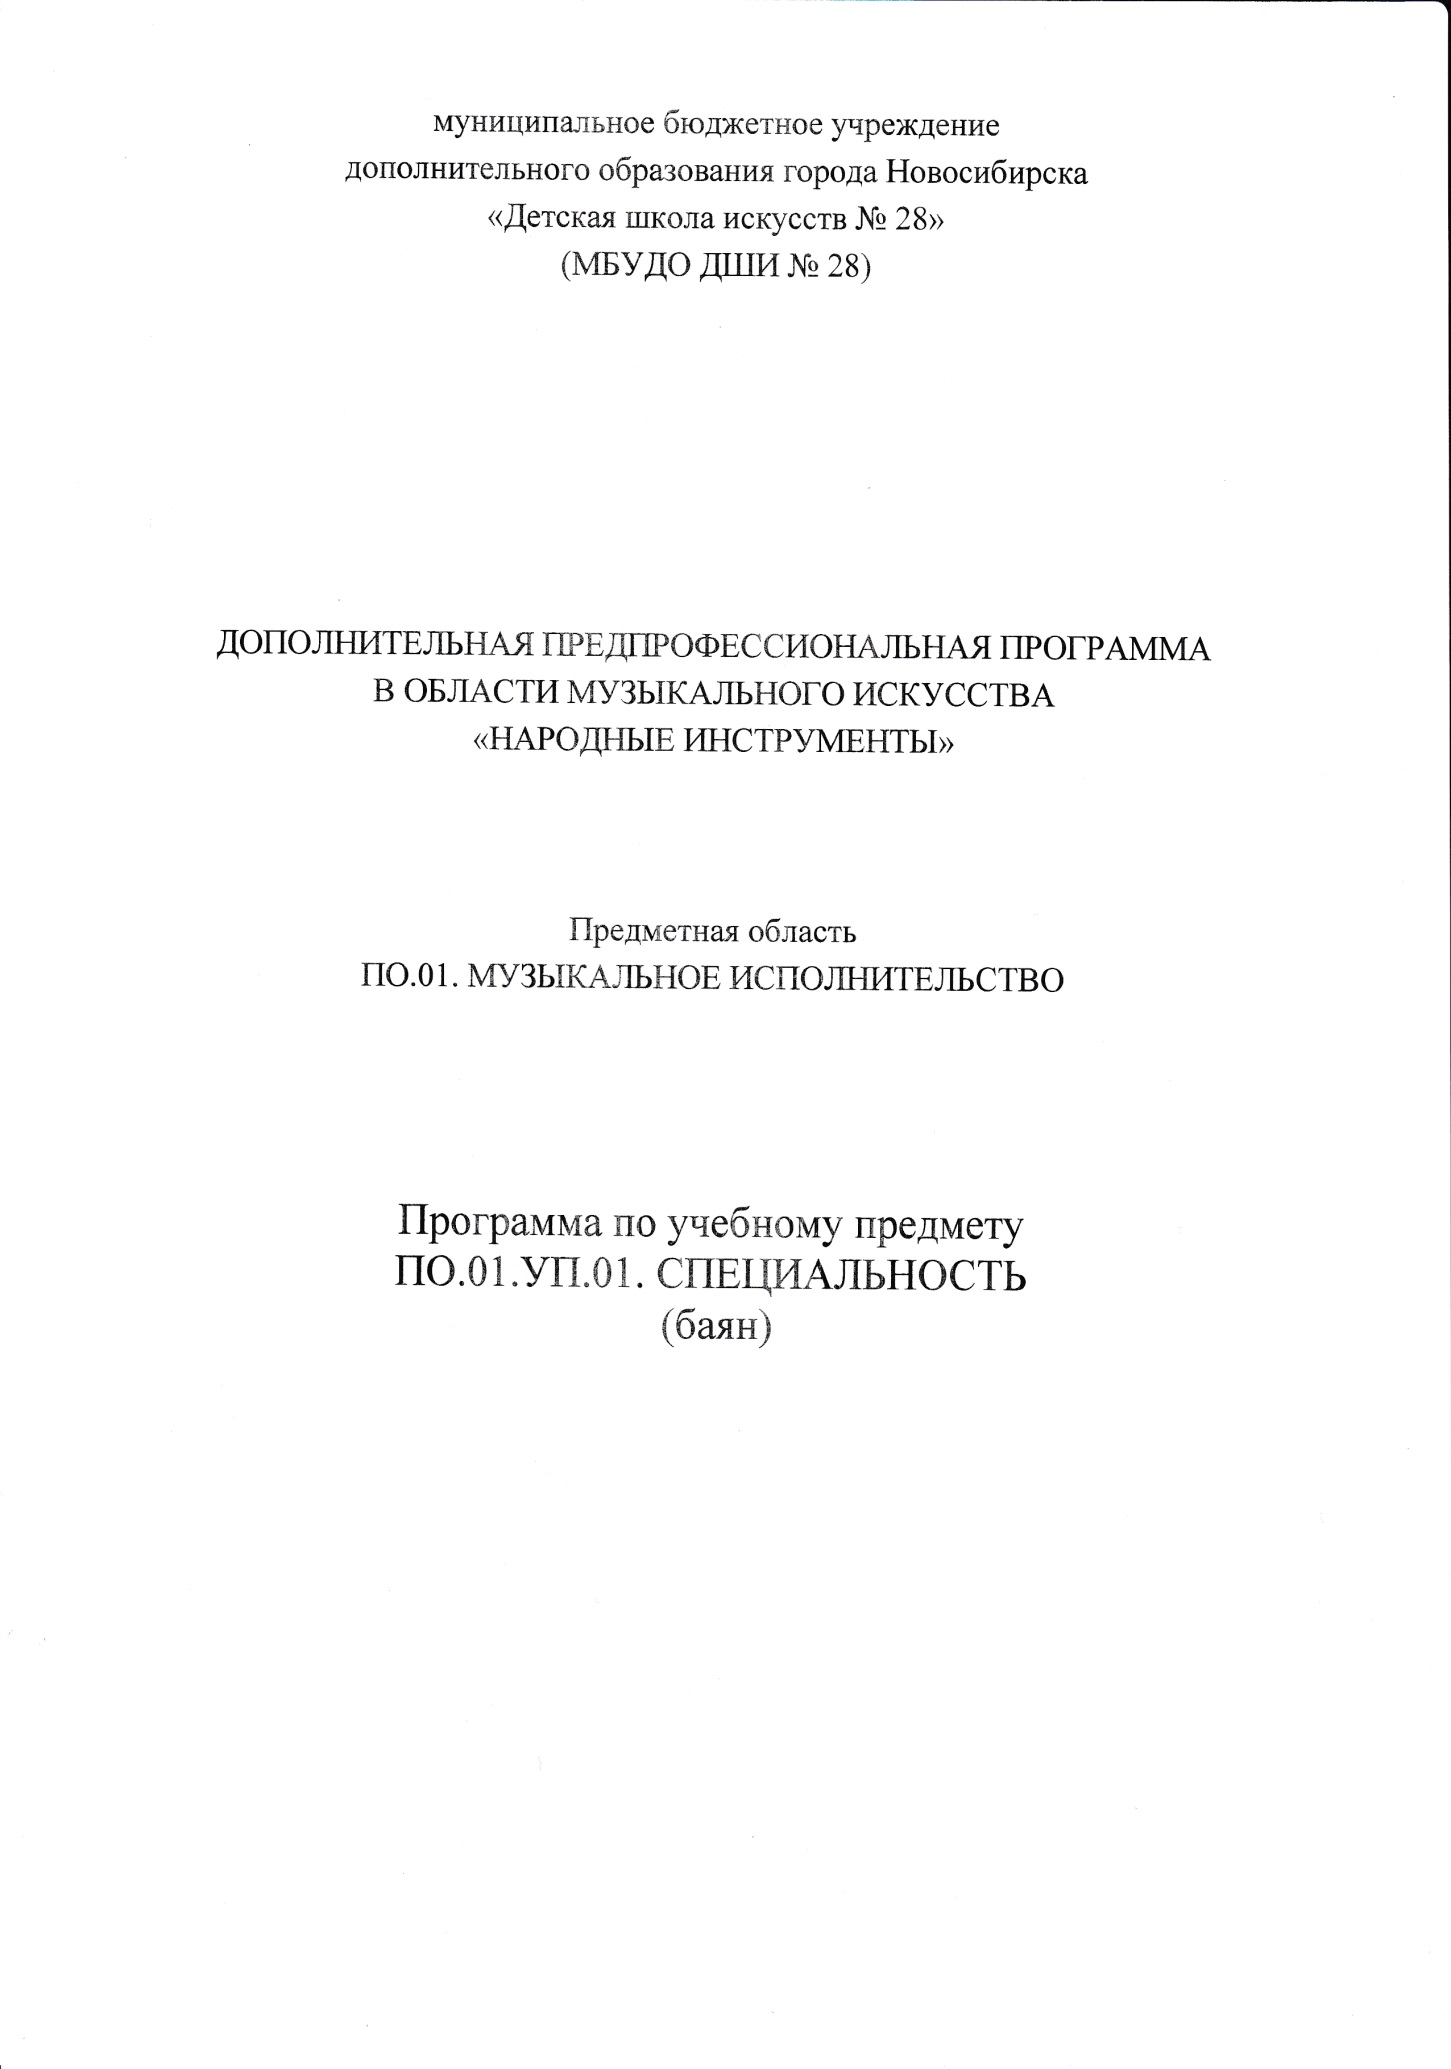 муниципальное бюджетное учреждение
дополнительного образования города Новосибирска
«Детская школа искусств № 28»
(МБУДО ДШИ № 28)
ДОПОЛНИТЕЛЬНАЯ ПРЕДПРОФЕССИОНАЛЬНАЯ ПРОГРАММА
В ОБЛАСТИ МУЗЫКАЛЬНОГО ИСКУССТВА
«НАРОДНЫЕ ИНСТРУМЕНТЫ»
Предметная область
ПО.01. МУЗЫКАЛЬНОЕ ИСПОЛНИТЕЛЬСТВО
Программа по учебному предмету
ПО.01.УП.01. СПЕЦИАЛЬНОСТЬ
(баян)